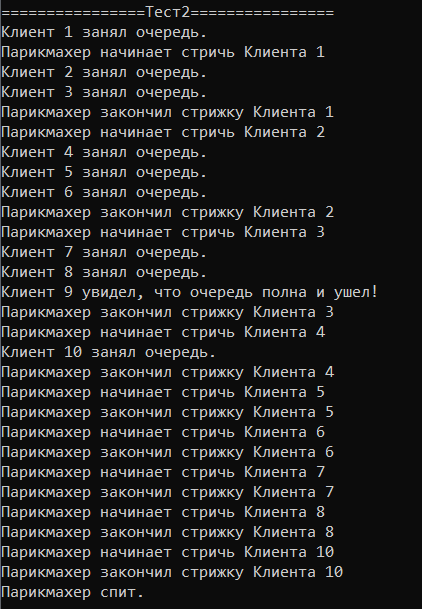 ================Тест2================
Клиент 1 занял очередь.
Парикмахер начинает стричь Клиента 1
Клиент 2 занял очередь.
Клиент 3 занял очередь.
Парикмахер закончил стрижку Клиента 1
Парикмахер начинает стричь Клиента 2
Клиент 4 занял очередь.
Клиент 5 занял очередь.
Клиент 6 занял очередь.
Парикмахер закончил стрижку Клиента 2
Парикмахер начинает стричь Клиента 3
Клиент 7 занял очередь.
Клиент 8 занял очередь.
Клиент 9 увидел, что очередь полна и ушел!
Парикмахер закончил стрижку Клиента 3
Парикмахер начинает стричь Клиента 4
Клиент 10 занял очередь.
Парикмахер закончил стрижку Клиента 4
Парикмахер начинает стричь Клиента 5
Парикмахер закончил стрижку Клиента 5
Парикмахер начинает стричь Клиента 6
Парикмахер закончил стрижку Клиента 6
Парикмахер начинает стричь Клиента 7
Парикмахер закончил стрижку Клиента 7
Парикмахер начинает стричь Клиента 8
Парикмахер закончил стрижку Клиента 8
Парикмахер начинает стричь Клиента 10
Парикмахер закончил стрижку Клиента 10
Парикмахер спит.